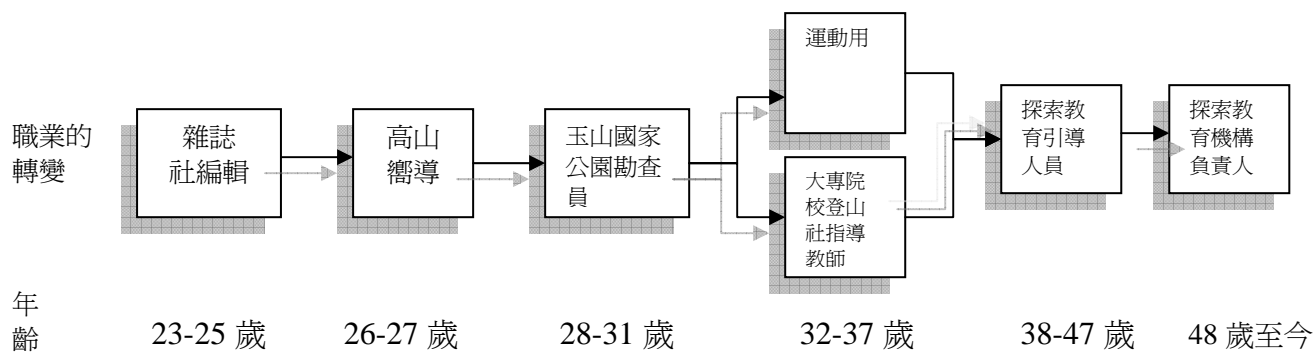 職業的
轉變
雜誌
社編輯
高山
嚮導
玉山國家
公園勘查
員
運動用
大專院
校登山
社指導
教師
探索教
育引導
人員
探索教
育機構
負責人
年
齡
23-25 歲
26-27 歲
28-31 歲
32-37 歲
38-47 歲
48 歲至今